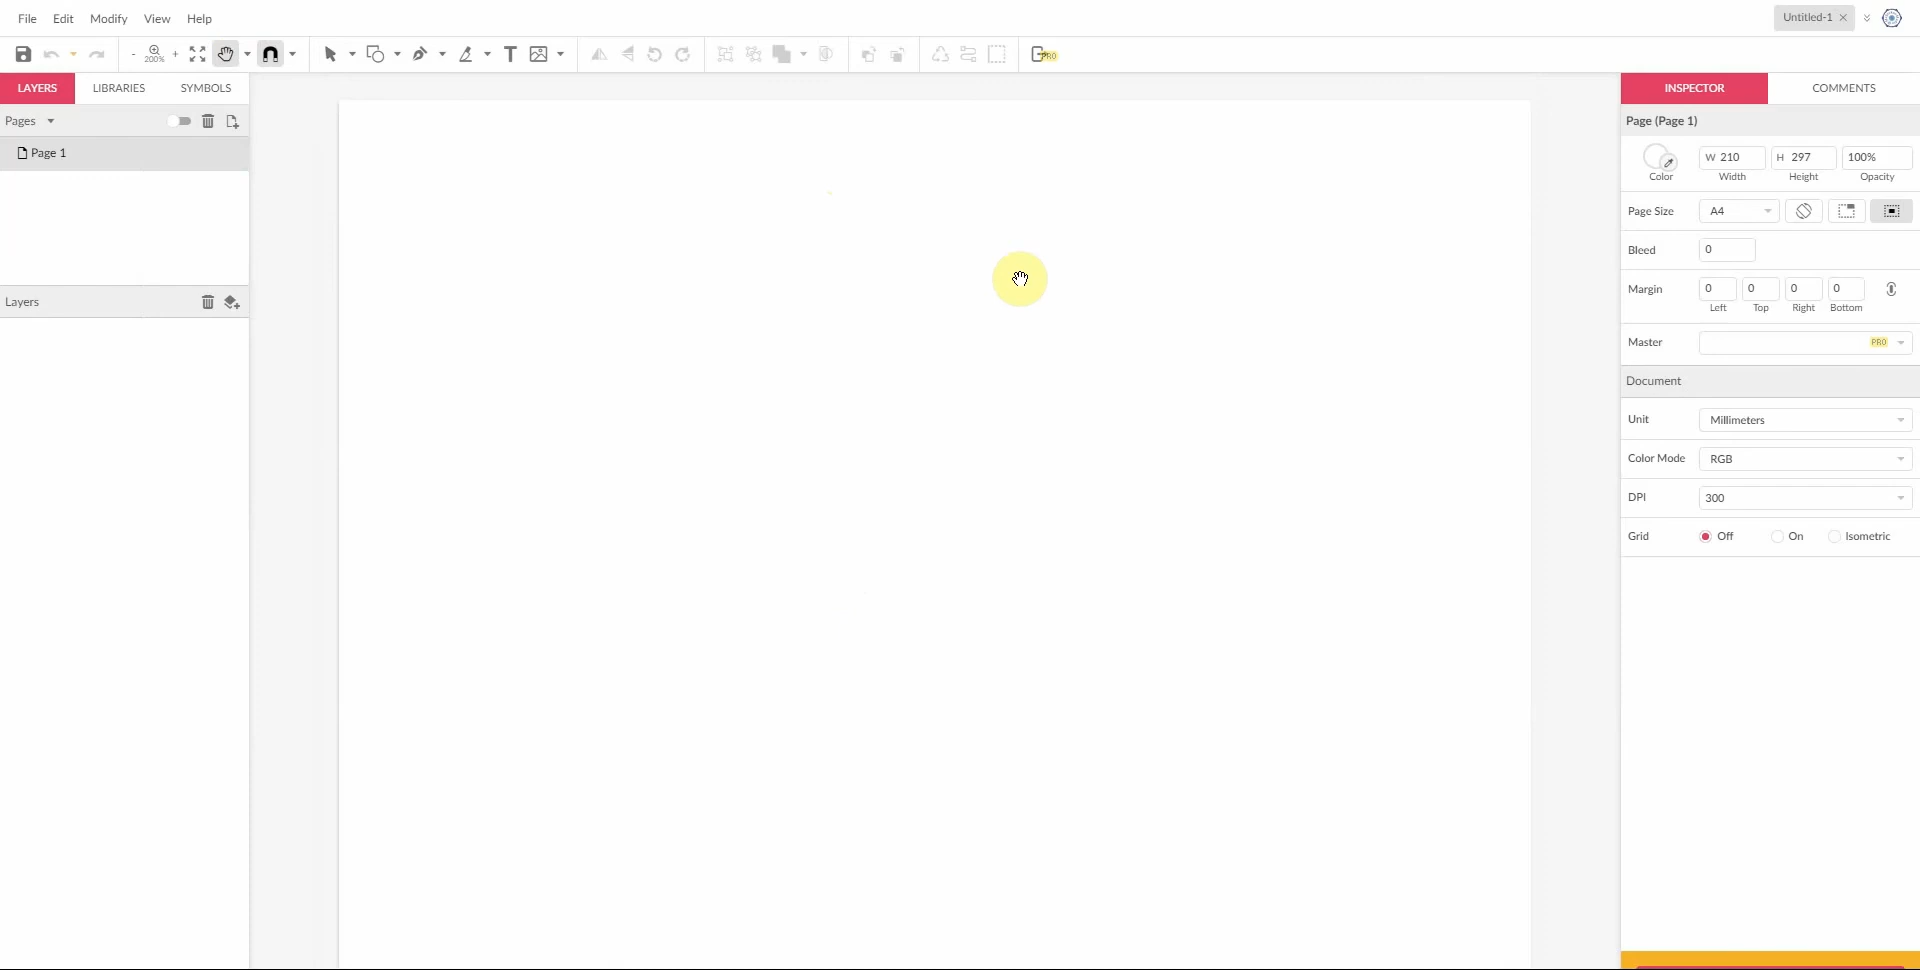 File Edit Modify View Help
Untitled-1
- 200% +
T
PRO
LAYERS LIBRARIES SYMBOLS
INSPECTOR COMMENTS
Pages
Page (Page 1)
Page 1
W 210 H 297 100%
Color Width Height Opacity
Page Size A4
Bleed 0
Layers
Margin 0 0 0 0
Left Top Right Bottom
Master PRO
Document
Unit Millimeters
Color Mode RGB
DPI 300
Grid Off On Isometric